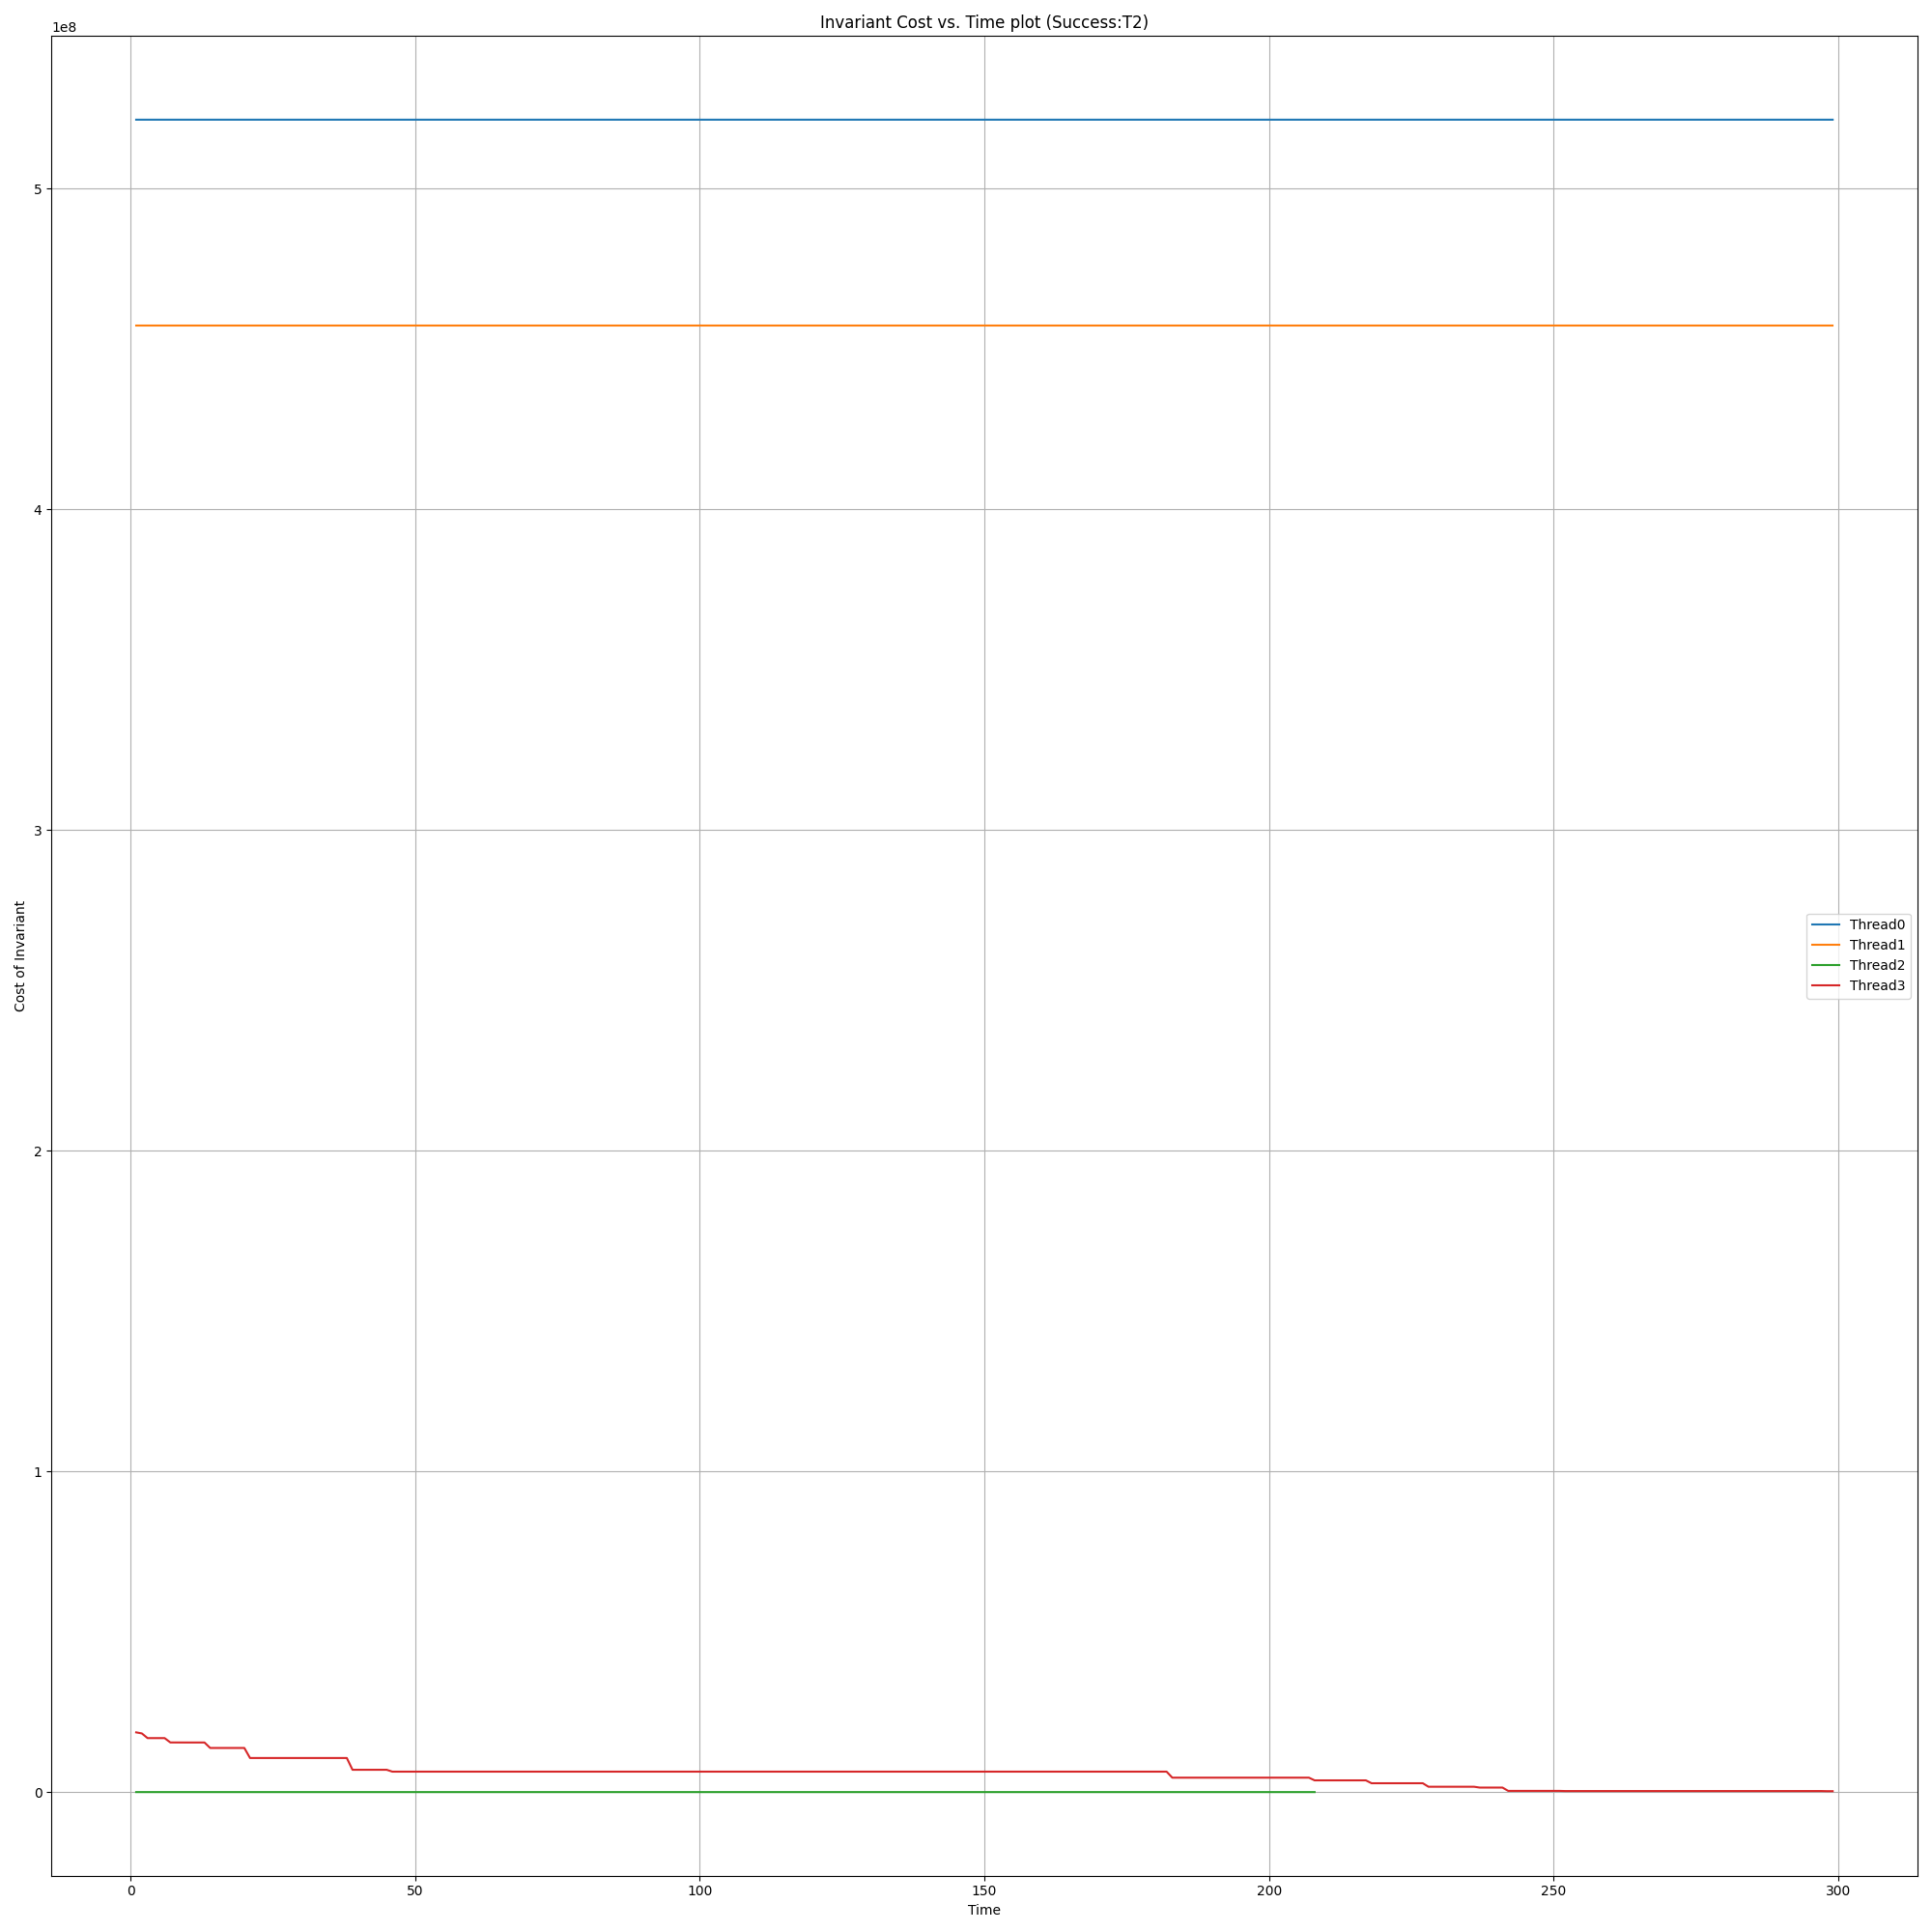 Invariant Cost vs. Time plot (Success:T2)
1e8
5
4
3
2
1
0
Cost of Invariant
Thread0
Thread1
Thread2
Thread3
0 50 100 150 200 250 300
Time